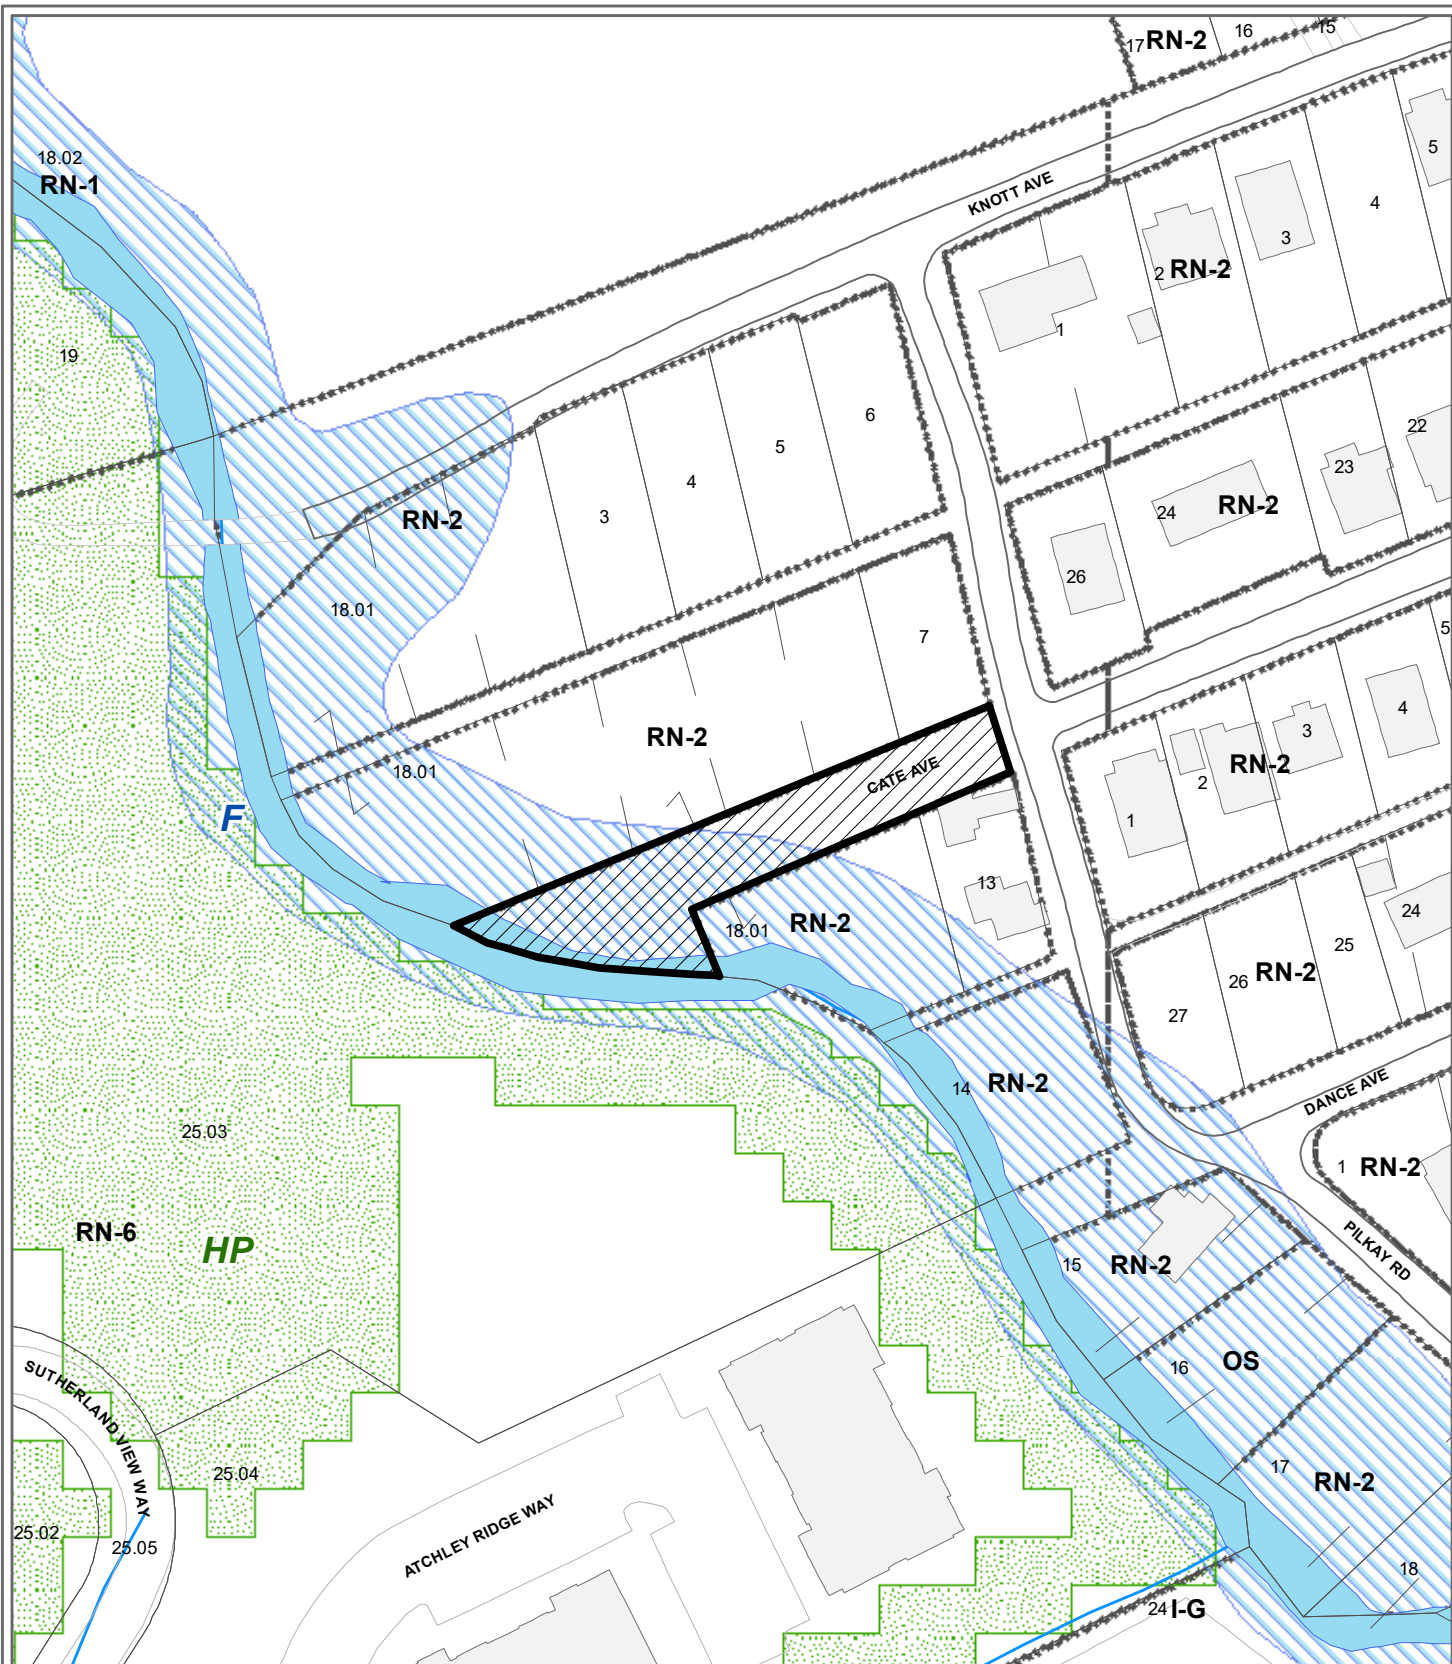 17
RN-2
16
15
5
18.02
RN-1
KNOTT AVE
4
3
2
RN-2
1
19
6
5
4
3
RN-2
22
23
24
RN-2
26
18.01
7
5
RN-2
4
3
RN-2
2
1
18.01
CATE AVE
F
13
18.01
RN-2
24
25
26
RN-2
27
14
RN-2
DANCE AVE
25.03
1
RN-2
RN-6
HP
15
RN-2
PILKAY RD
16
OS
SUTHERLAND VIEW WAY
25.04
17
RN-2
25.02
25.05
ATCHLEY RIDGE WAY
18
24
I-G